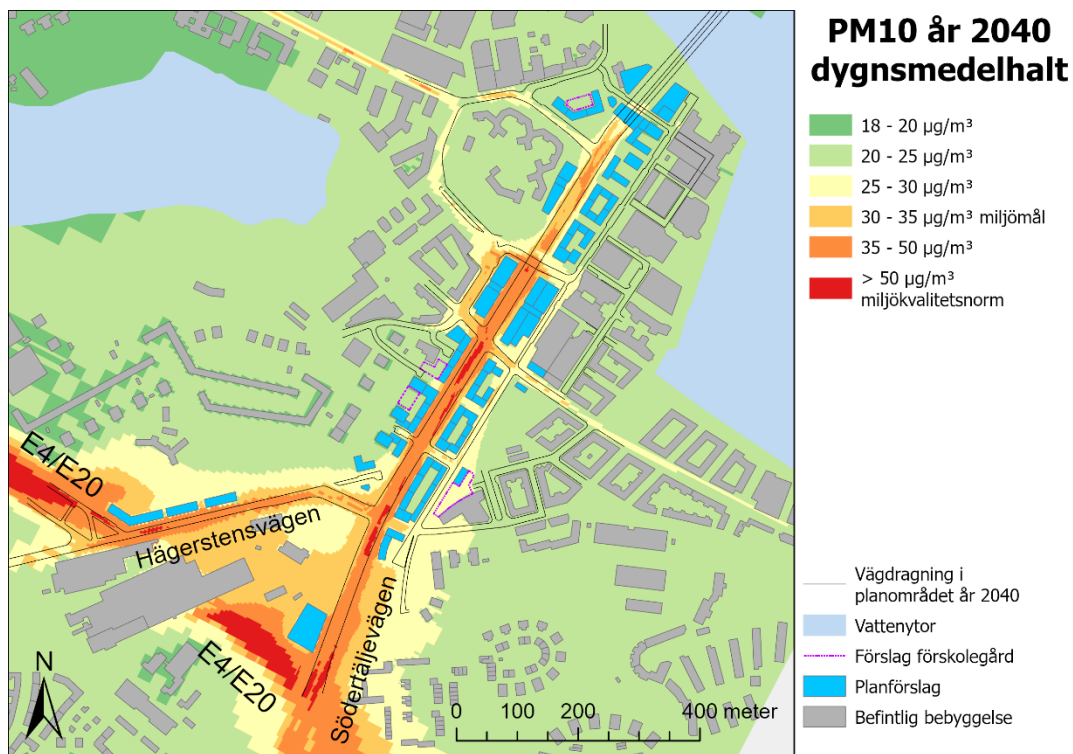 PM10 år 2040
dygnsmedelhalt
18 - 20 µg/m³
20 - 25 µg/m³
25 - 30 µg/m³
30 - 35 µg/m³ miljömål
35 - 50 µg/m³
> 50 µg/m³
miljökvalitetsnorm
E4/E20
Hägerstensvägen
E4/E20
Södertäljevägen
N
0 100 200 400 meter
Vägdragning i
planområdet år 2040
Vattenytor
Förslag förskolegård
Planförslag
Befintlig bebyggelse